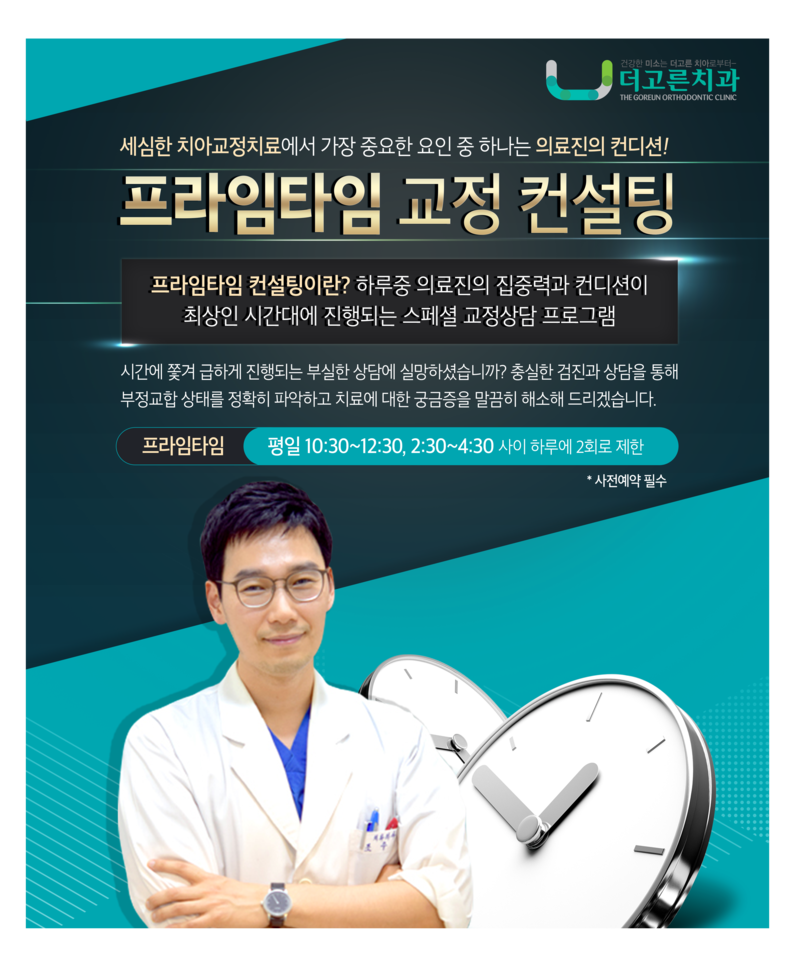 건강한 미소는 더고른 치아로부터~
더고른치과
THE GOREUN ORTHODONTIC CLINIC
세심한 치아교정치료에서 가장 중요한 요인 중 하나는 의료진의 컨디션!
프라임타임 교정 컨설팅
프라임타임 컨설팅이란? 하루중 의료진의 집중력과 컨디션이
최상인 시간대에 진행되는 스페셜 교정상담 프로그램
시간에 쫓겨 급하게 진행되는 부실한 상담에 실망하셨습니까? 충실한 검진과 상담을 통해
부정교합 상태를 정확히 파악하고 치료에 대한 궁금증을 말끔히 해소해 드리겠습니다.
프라임타임 평일 10:30~12:30, 2:30~4:30 사이 하루에 2회로 제한
* 사전예약 필수